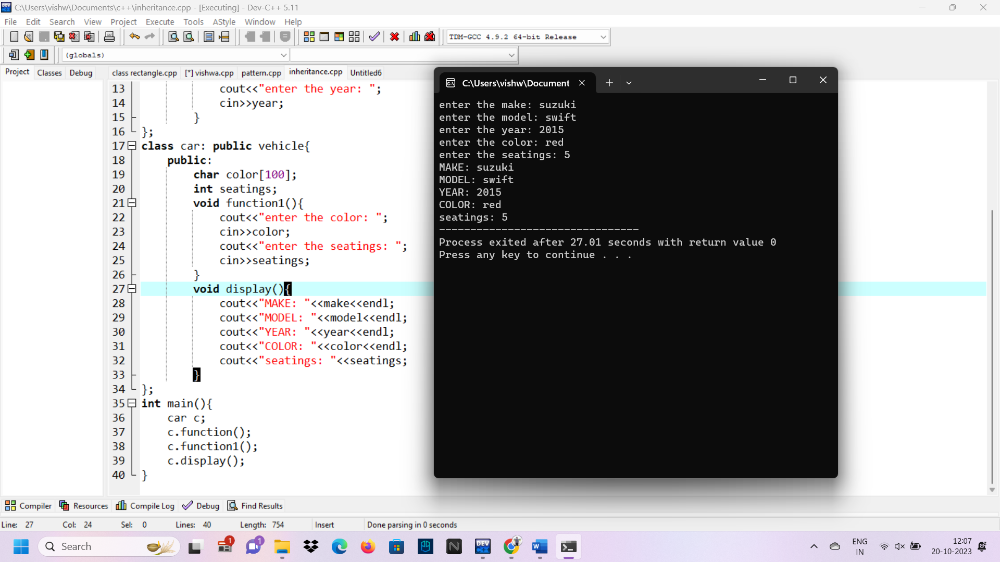 C:\Users\vishw\Documents\c++\inheritance.cpp - [Executing] - Dev-C++ 5.11
File Edit Search View Project Execute Tools AStyle Window Help
TDM-GCC 4.9.2 64-bit Release
(globals)
Project Classes Debug
class rectangle.cpp [*] vishwa.cpp pattern.cpp inheritance.cpp Untitled6
13 cout<<"enter the year: ";
14 cin>>year;
15 }
16 };
17 class car: public vehicle{
18 public:
19 char color[100];
20 int seatings;
21 void function1(){
22 cout<<"enter the color: ";
23 cin>>color;
24 cout<<"enter the seatings: ";
25 cin>>seatings;
26 }
27 void display(){
28 cout<<"MAKE: "<<make<<endl;
29 cout<<"MODEL: "<<model<<endl;
30 cout<<"YEAR: "<<year<<endl;
31 cout<<"COLOR: "<<color<<endl;
32 cout<<"seatings: "<<seatings;
33 }
34 };
35 int main(){
36 car c;
37 c.function();
38 c.function1();
39 c.display();
40 }
C:\Users\vishw\Document
enter the make: suzuki
enter the model: swift
enter the year: 2015
enter the color: red
enter the seatings: 5
MAKE: suzuki
MODEL: swift
YEAR: 2015
COLOR: red
seatings: 5
--------------------------------
Process exited after 27.01 seconds with return value 0
Press any key to continue . . .
Compiler Resources Compile Log Debug Find Results
Line: 27 Col: 24 Sel: 0 Lines: 40 Length: 754 Insert Done parsing in 0 seconds
Search
1
1
DEV
C++
ENG
IN
12:07
20-10-2023